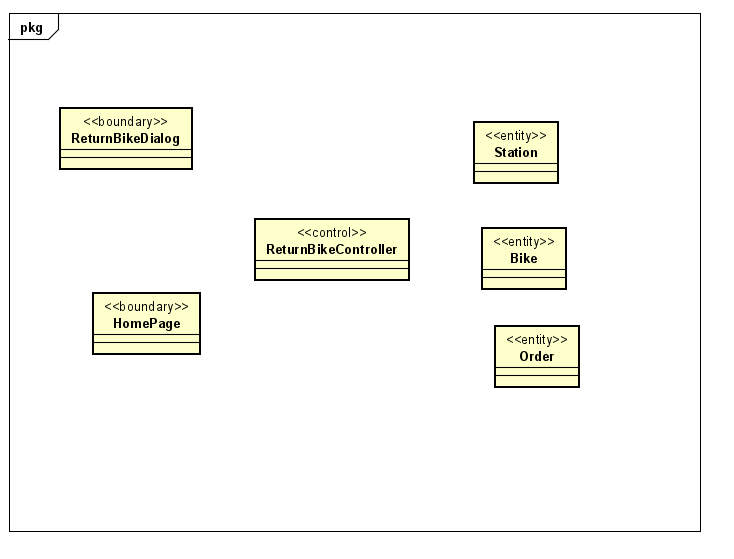 pkg
<<boundary>>
ReturnBikeDialog
<<entity>>
Station
<<control>>
ReturnBikeController
<<entity>>
Bike
<<boundary>>
HomePage
<<entity>>
Order